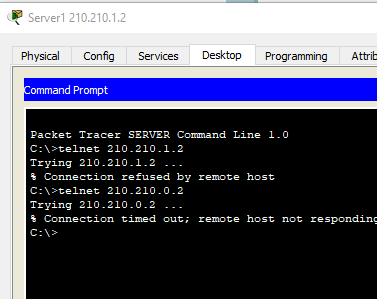 Server1 210.210.1.2
Physical Config Services Desktop Programming
Command Prompt
Packet Tracer SERVER Command Line 1.0
C:\>telnet 210.210.1.2
Trying 210.210.1.2 ...
% Connection refused by remote host
C:\>telnet 210.210.0.2
Trying 210.210.0.2 ...
% Connection timed out; remote host not responding
C:\>